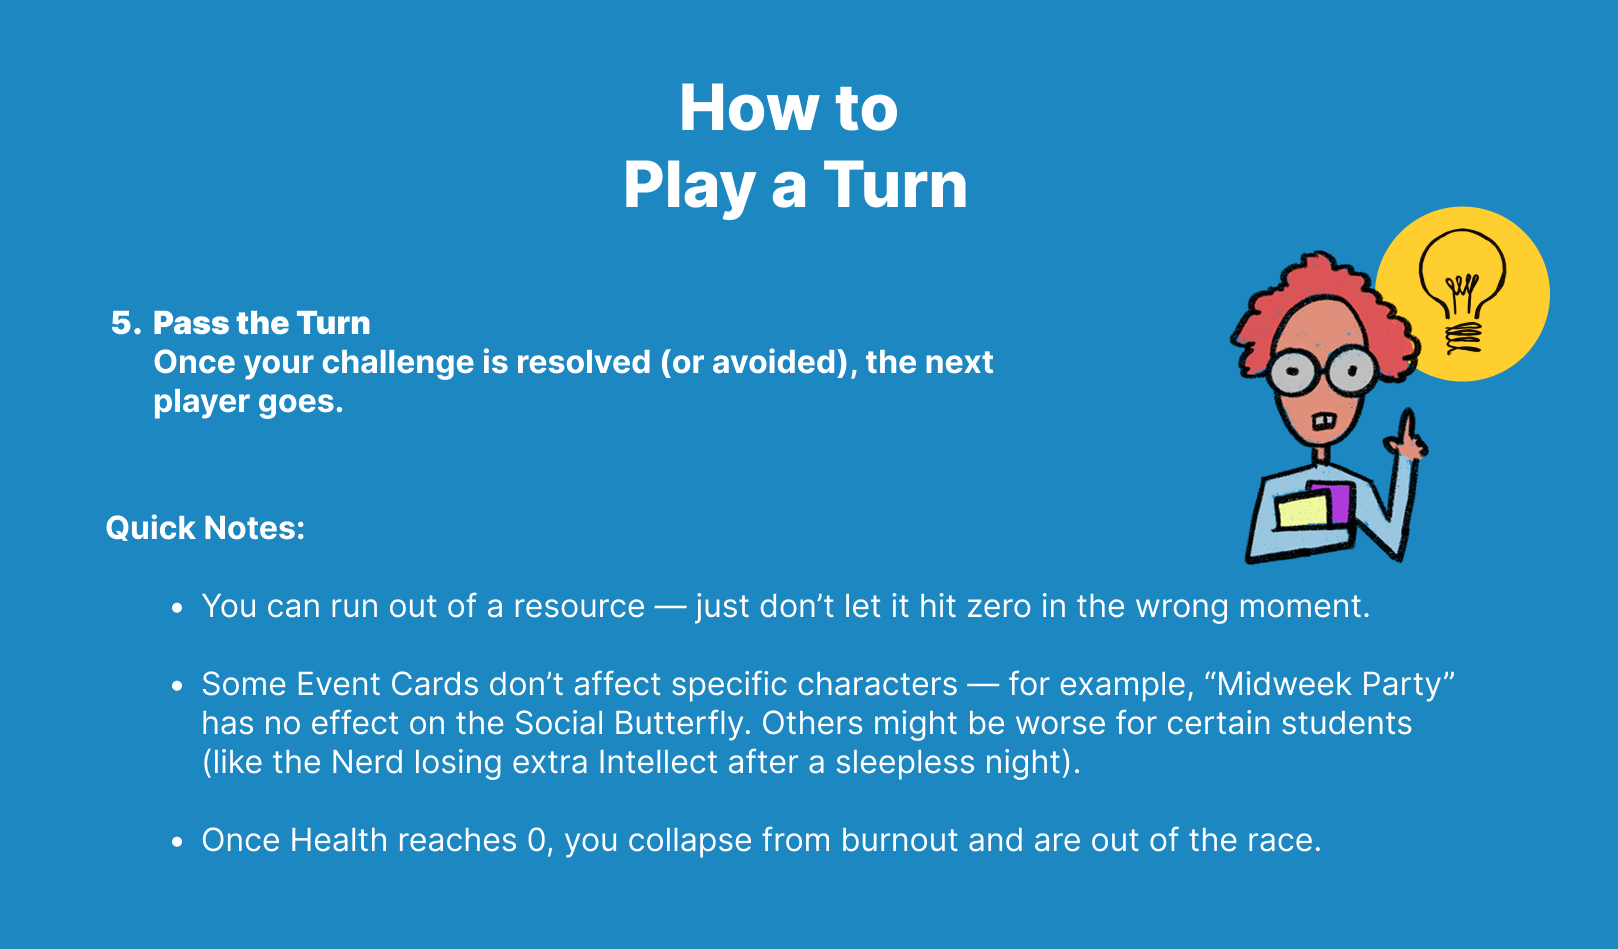 How to
Play a Turn
5. Pass the Turn
Once your challenge is resolved (or avoided), the next
player goes.
Quick Notes:
• You can run out of a resource — just don’t let it hit zero in the wrong moment.
• Some Event Cards don’t affect specific characters — for example, “Midweek Party”
has no effect on the Social Butterfly. Others might be worse for certain students
(like the Nerd losing extra Intellect after a sleepless night).
• Once Health reaches 0, you collapse from burnout and are out of the race.